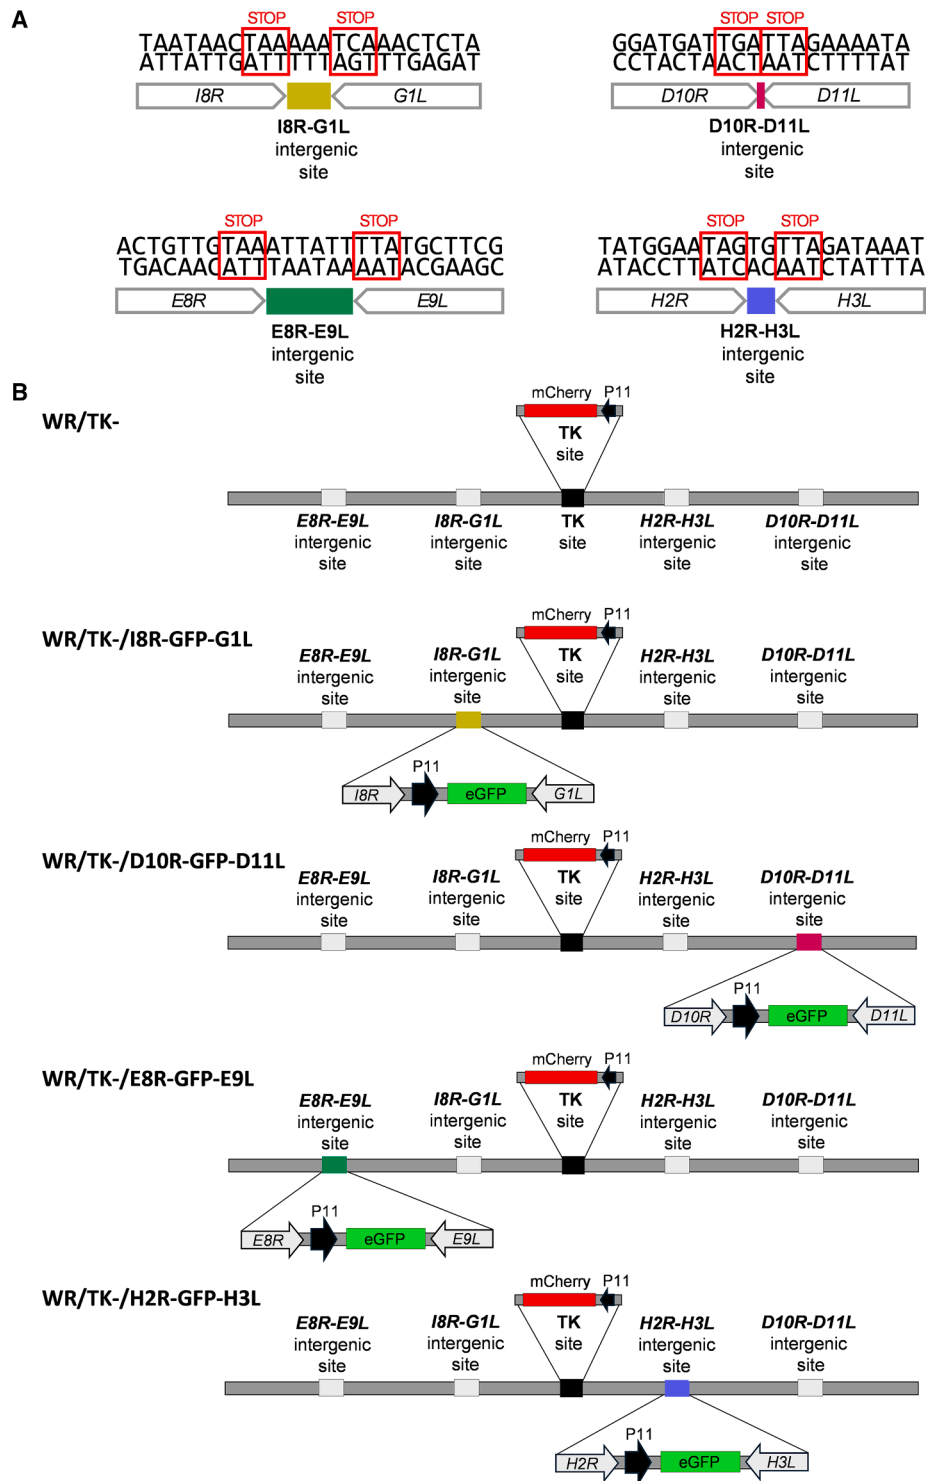 A
STOP STOP
TAATAACTAAAAATCAAACTCTA
ATTATTGATTTTTAGTTTGAGAT
I8R G1L
I8R-G1L
intergenic
site
STOP STOP
GGATGATTGATTAGAAAATA
CCTACTAACTAATCTTTTAT
D10R D11L
D10R-D11L
intergenic
site
STOP STOP
ACTGTTGTAAATTATTTTATGCTTCG
TGACAACATTTAATAAAATACGAAGC
E8R E9L
E8R-E9L
intergenic
site
STOP STOP
TATGGAATAGTGTTAGATAAAT
ATACCTTATCACAATCTATTTA
H2R H3L
H2R-H3L
intergenic
site
B
WR/TK-
mCherry P11
TK
site
E8R-E9L
intergenic
site
I8R-G1L
intergenic
site
TK
site
H2R-H3L
intergenic
site
D10R-D11L
intergenic
site
WR/TK-/I8R-GFP-G1L
mCherry P11
E8R-E9L
intergenic
site
I8R-G1L
intergenic
site
TK
site
H2R-H3L
intergenic
site
D10R-D11L
intergenic
site
P11
I8R eGFP G1L
WR/TK-/D10R-GFP-D11L
mCherry P11
E8R-E9L
intergenic
site
I8R-G1L
intergenic
site
TK
site
H2R-H3L
intergenic
site
D10R-D11L
intergenic
site
P11
D10R eGFP D11L
WR/TK-/E8R-GFP-E9L
mCherry P11
E8R-E9L
intergenic
site
I8R-G1L
intergenic
site
TK
site
H2R-H3L
intergenic
site
D10R-D11L
intergenic
site
P11
E8R eGFP E9L
WR/TK-/H2R-GFP-H3L
mCherry P11
E8R-E9L
intergenic
site
I8R-G1L
intergenic
site
TK
site
H2R-H3L
intergenic
site
D10R-D11L
intergenic
site
P11
H2R eGFP H3L